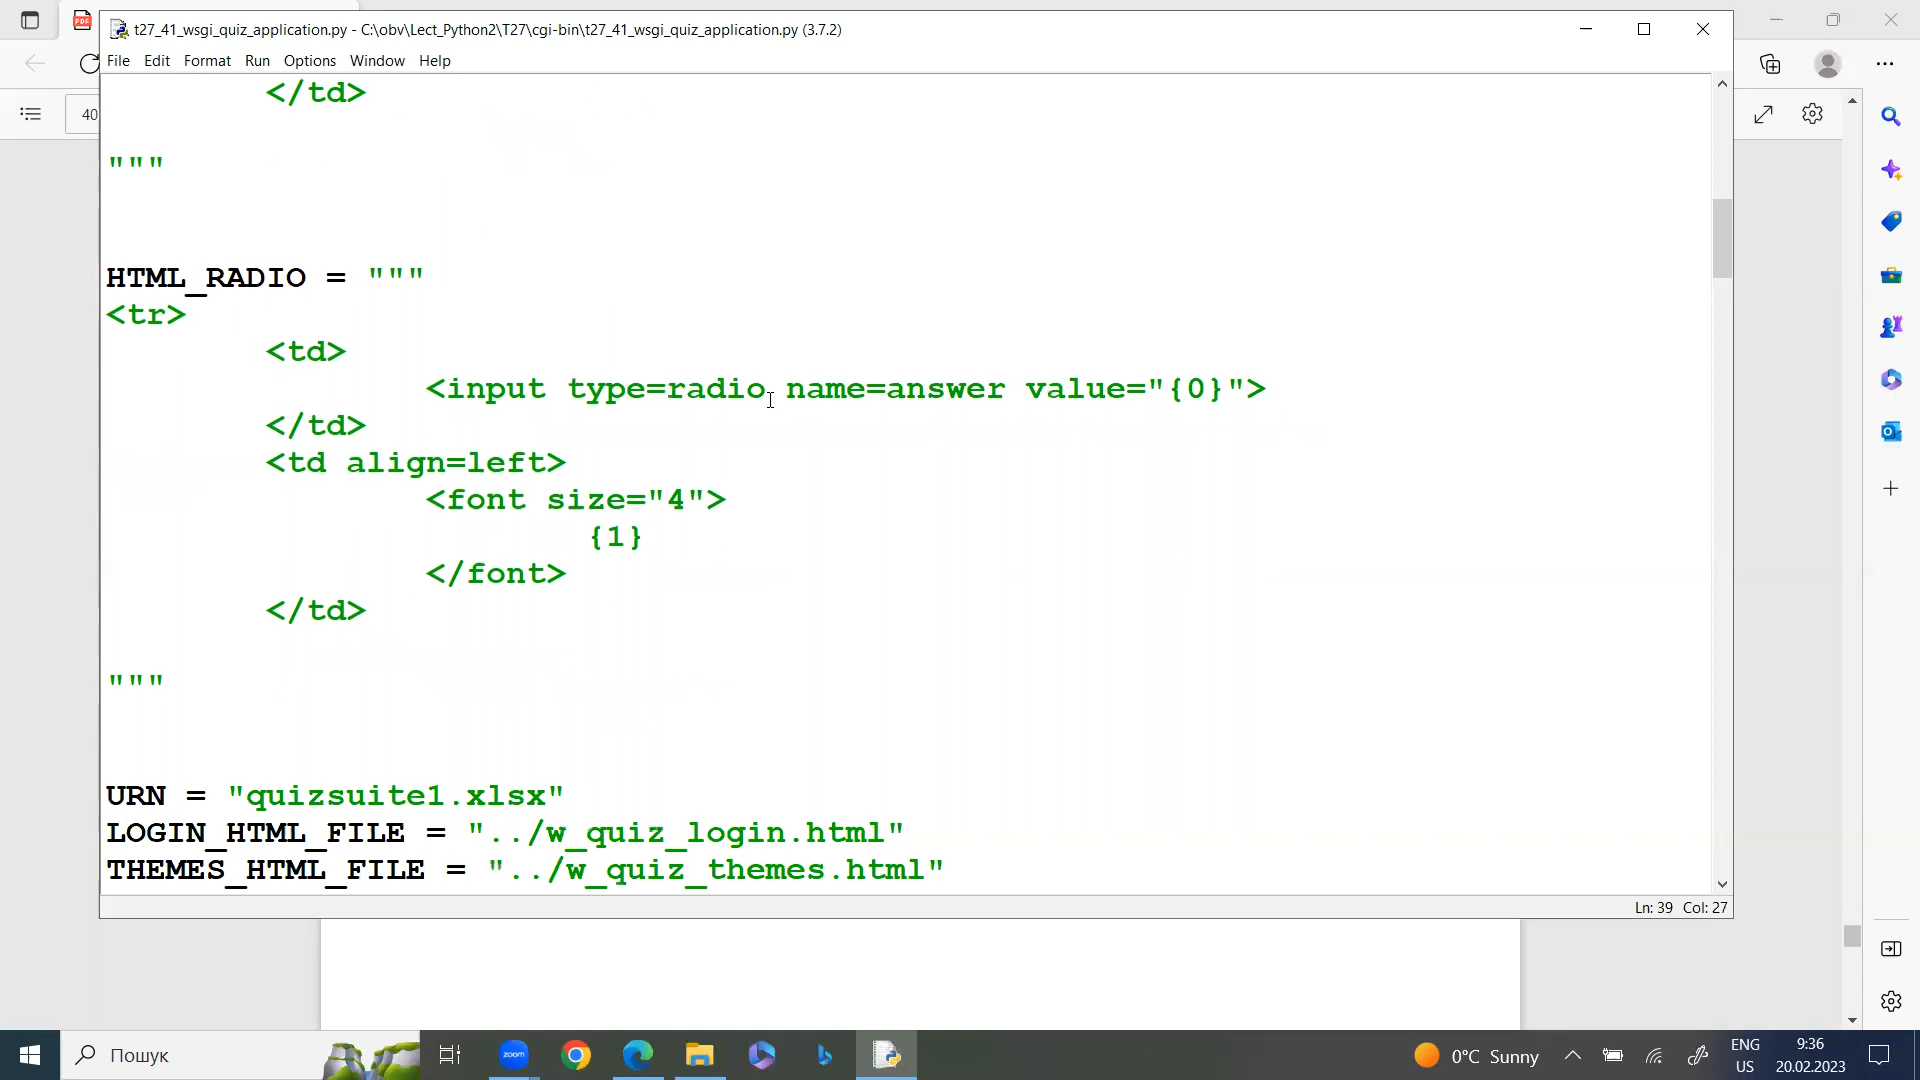 t27_41_wsgi_quiz_application.py - C:\obv\Lect_Python2\T27\cgi-bin\t27_41_wsgi_quiz_application.py (3.7.2)
File Edit Format Run Options Window Help
40
</td>
"""
HTML_RADIO = """
<tr>
<td>
<input type=radio name=answer value="{0}">
</td>
<td align=left>
<font size="4">
{1}
</font>
</td>
"""
URN = "quizsuite1.xlsx"
LOGIN_HTML_FILE = "../w_quiz_login.html"
THEMES_HTML_FILE = "../w_quiz_themes.html"
Ln: 39 Col: 27
Пошук
zoom
0°C Sunny
ENG
US
9:36
20.02.2023